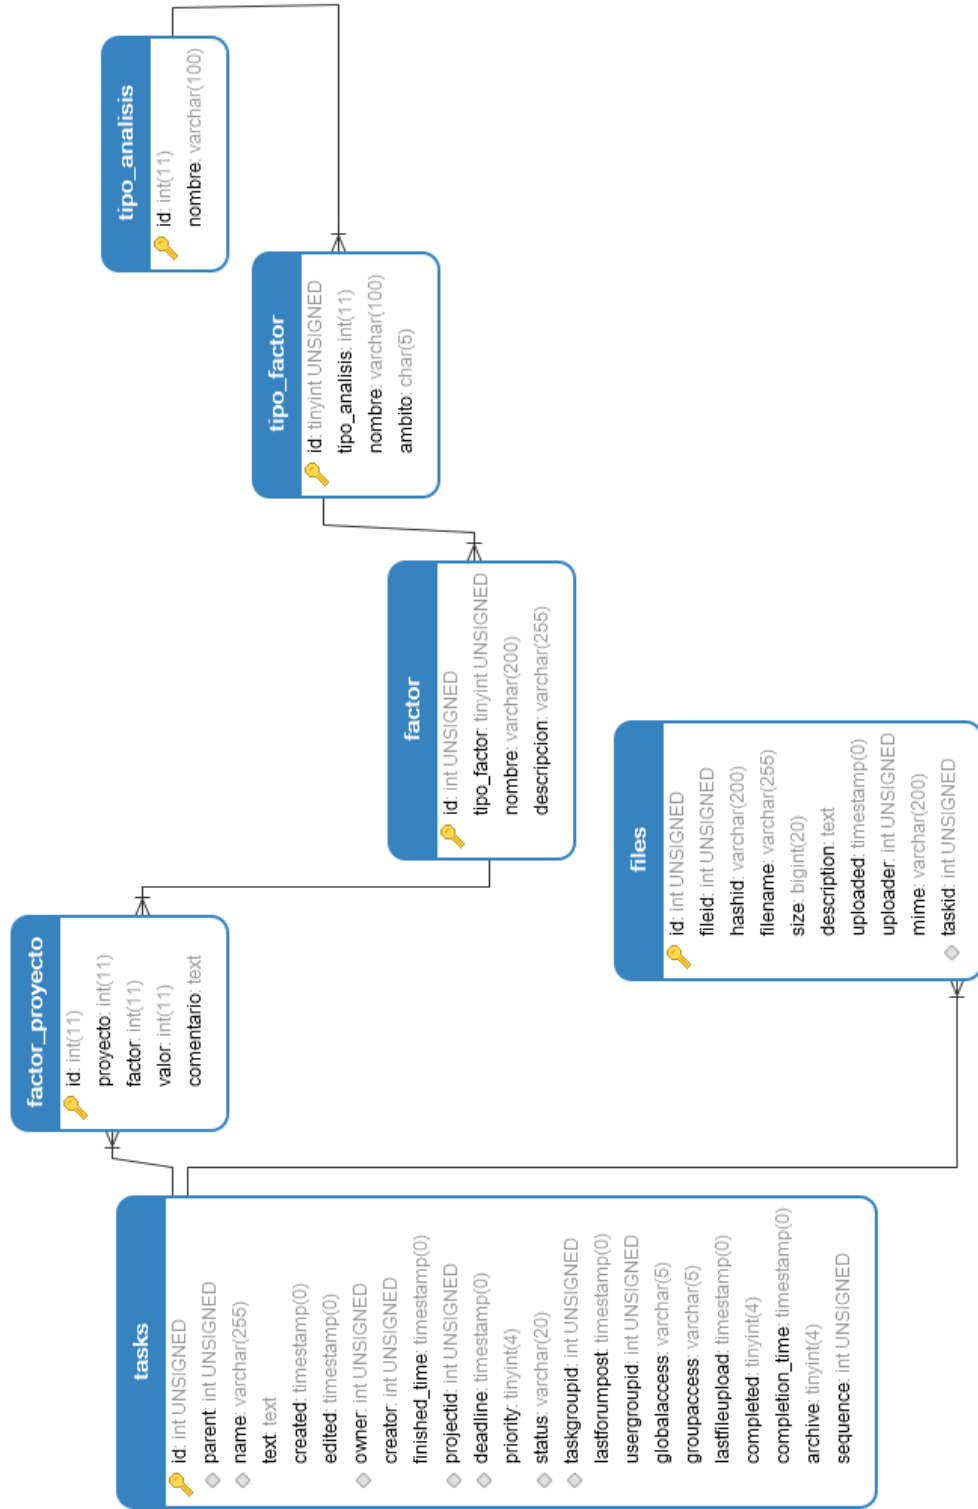 tasks
id: int UNSIGNED
parent: int UNSIGNED
name: varchar(255)
text: text
created: timestamp(0)
edited: timestamp(0)
owner: int UNSIGNED
creator: int UNSIGNED
finished_time: timestamp(0)
projectid: int UNSIGNED
deadline: timestamp(0)
priority: tinyint(4)
status: varchar(20)
taskgroupid: int UNSIGNED
lastforumpost: timestamp(0)
usergroupid: int UNSIGNED
globalaccess: varchar(5)
groupaccess: varchar(5)
lastfileupload: timestamp(0)
completed: tinyint(4)
completion_time: timestamp(0)
archive: tinyint(4)
sequence: int UNSIGNED
factor_proyecto
id: int(11)
proyecto: int(11)
factor: int(11)
valor: int(11)
comentario: text
files
id: int UNSIGNED
fileid: int UNSIGNED
hashid: varchar(200)
filename: varchar(255)
size: bigint(20)
description: text
uploaded: timestamp(0)
uploader: int UNSIGNED
mime: varchar(200)
taskid: int UNSIGNED
factor
id: int UNSIGNED
tipo_factor: tinyint UNSIGNED
nombre: varchar(200)
descripcion: varchar(255)
tipo_factor
id: tinyint UNSIGNED
tipo_analisis: int(11)
nombre: varchar(100)
ambito: char(5)
tipo_analisis
id: int(11)
nombre: varchar(100)